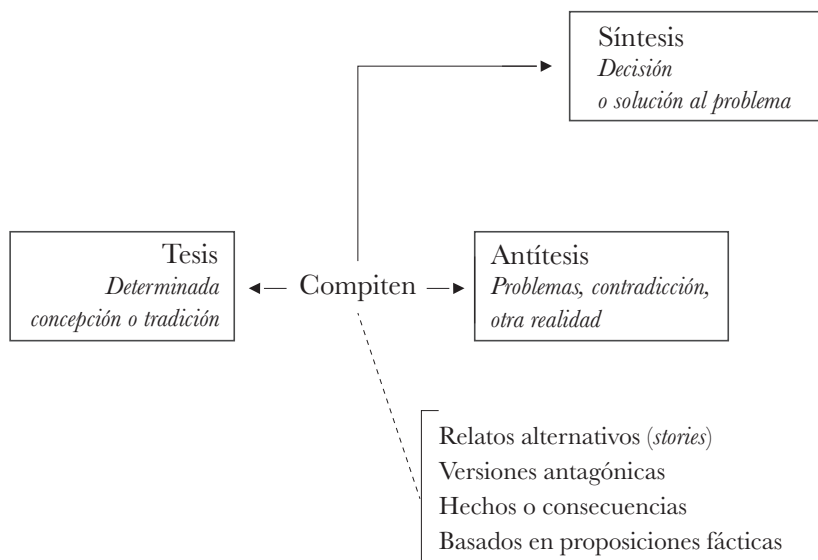 Síntesis
Decisión
o solución al problema
Tesis
Determinada
concepción o tradición
Compiten
Antítesis
Problemas, contradicción,
otra realidad
Relatos alternativos (stories)
Versiones antagónicas
Hechos o consecuencias
Basados en proposiciones fácticas